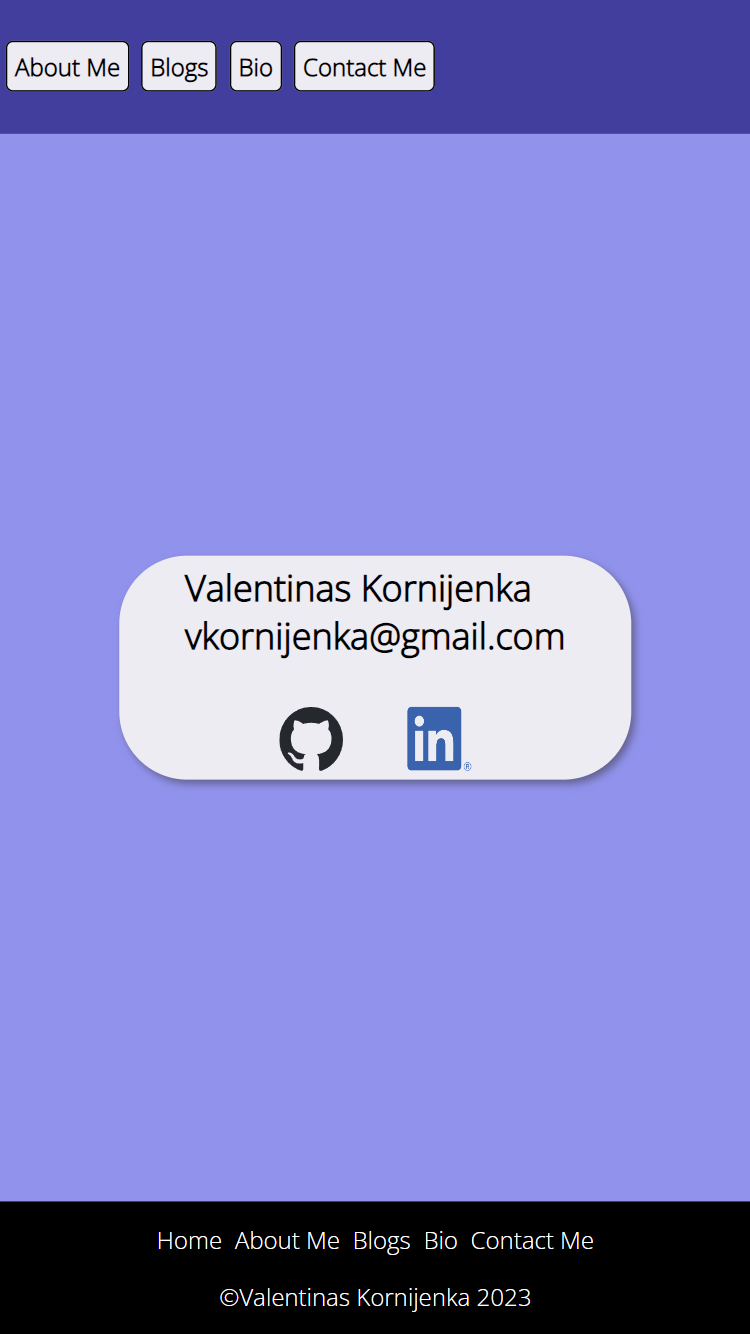 About Me Blogs Bio Contact Me
Valentinas Kornijenka
vkornijenka@gmail.com
in®
Home About Me Blogs Bio Contact Me
©Valentinas Kornijenka 2023